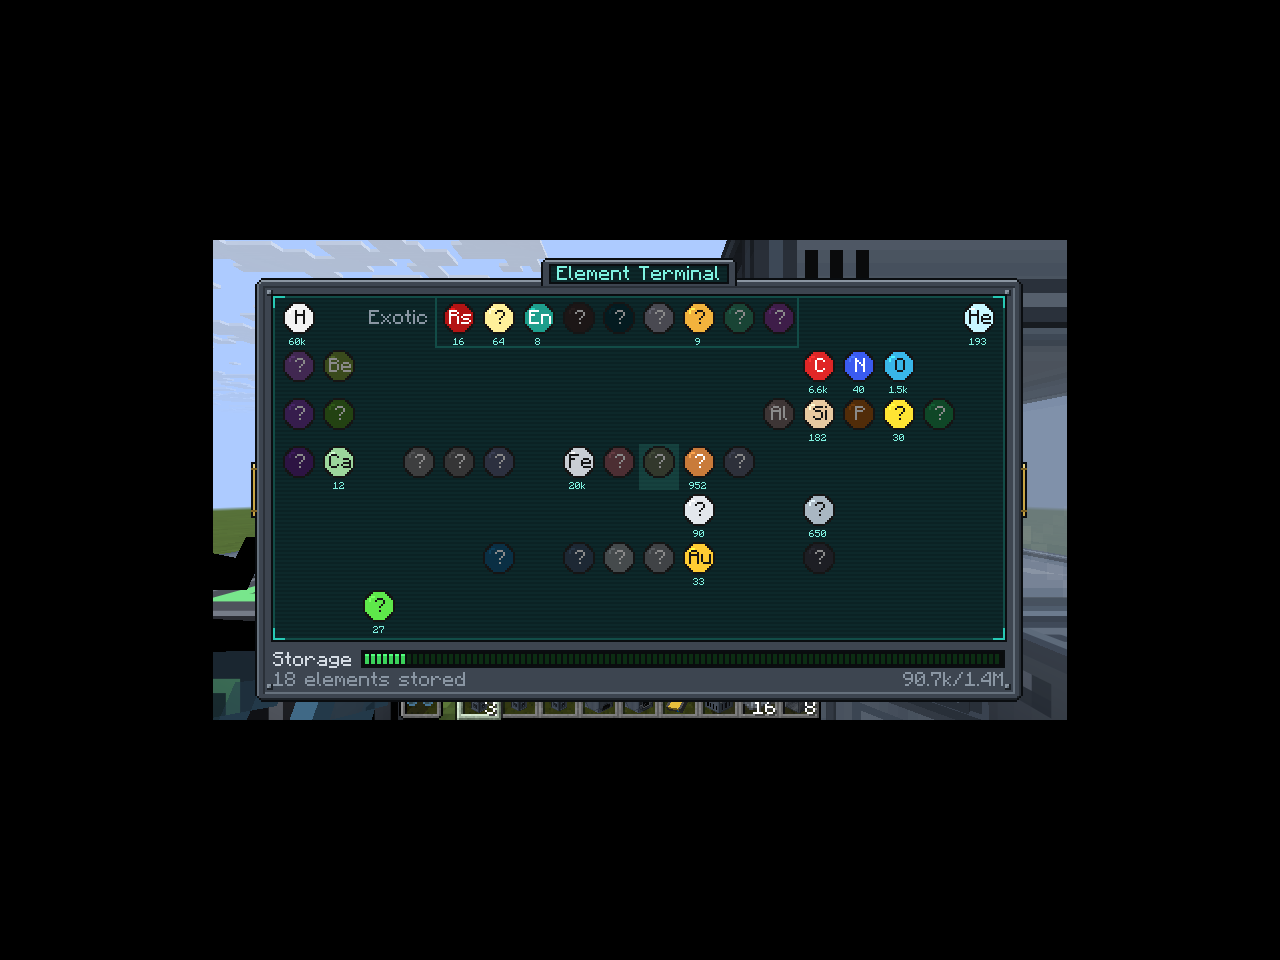 Element Terminal
H Exotic Rs ? En ? ? ? ? ? ? He
60k 16 64 8 9 193
? Be C N O
6.6k 40 1.5k
? ? Al Si P ? ?
182 30
? Ca ? ? ? Fe ? ? ? ?
12 20k 952
? ?
90 650
? ? ? ? Au ?
33
?
27
Storage
18 elements stored 90.7k/1.4M
3 16 8